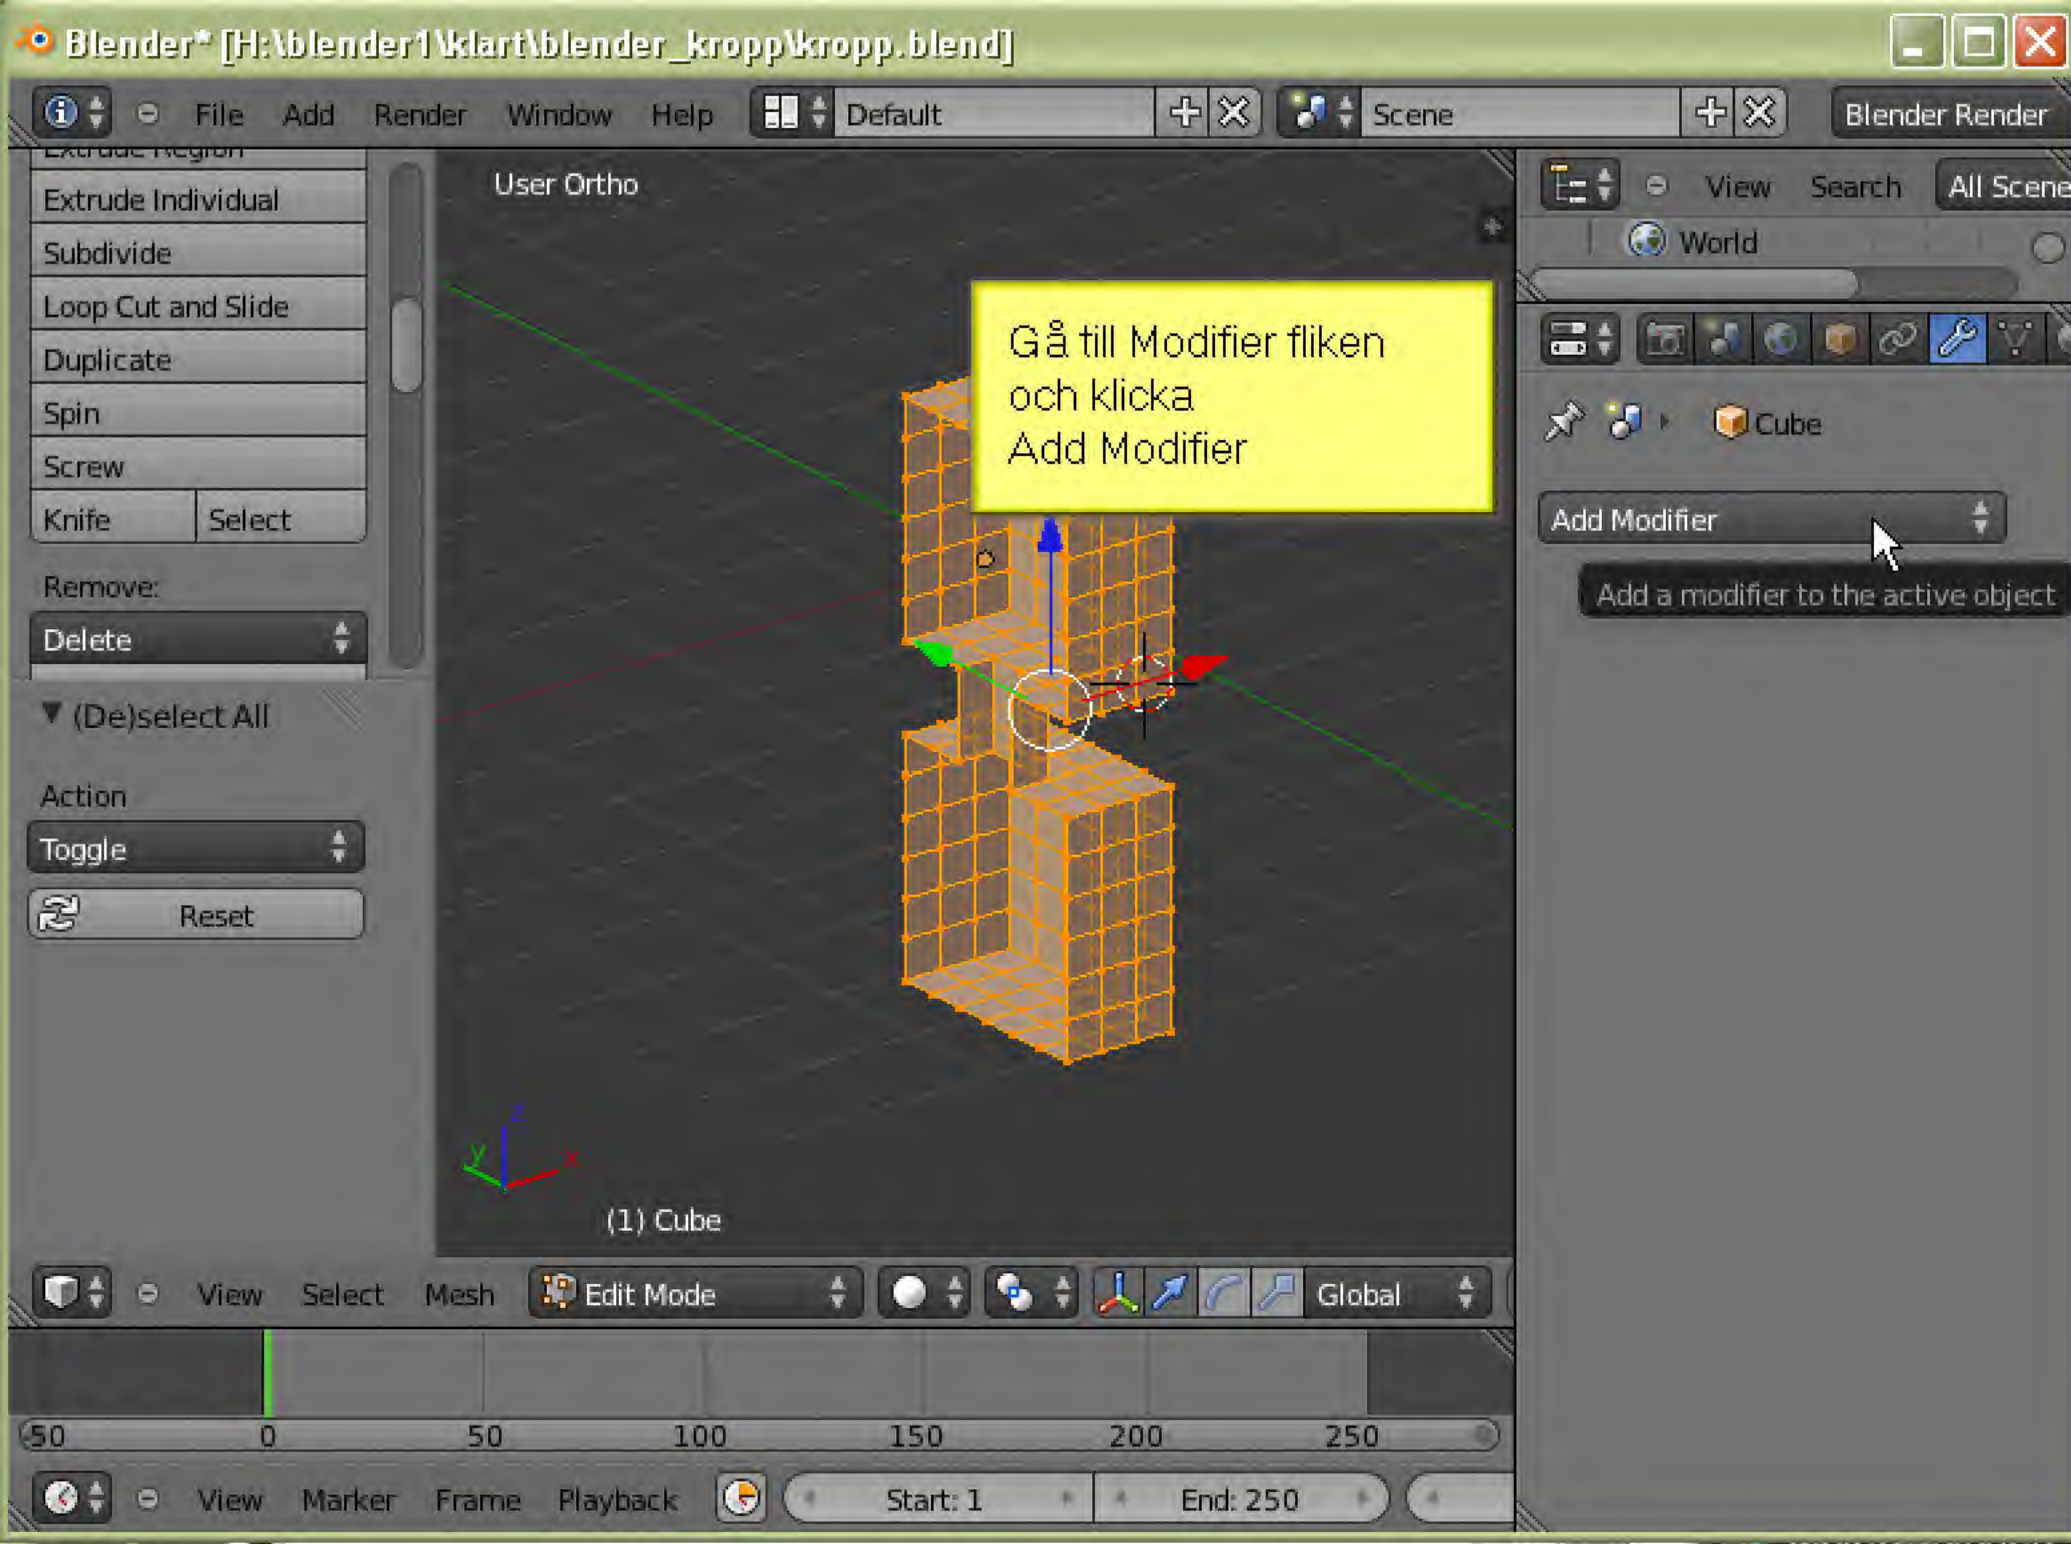 Blender* [H:\blender1\klart\blender_kropp\kropp.blend]
File Add Render Window Help Default Scene Blender Render
Extrude Region
Extrude Individual
Subdivide
Loop Cut and Slide
Duplicate
Spin
Screw
Knife Select
Remove:
Delete
(De)select All
Action
Toggle
Reset
User Ortho
Gå till Modifier fliken
och klicka
Add Modifier
z
y x
(1) Cube
View Search All Scene
World
Cube
Add Modifier
Add a modifier to the active object
View Select Mesh Edit Mode Global
-50 0 50 100 150 200 250
View Marker Frame Playback Start: 1 End: 250